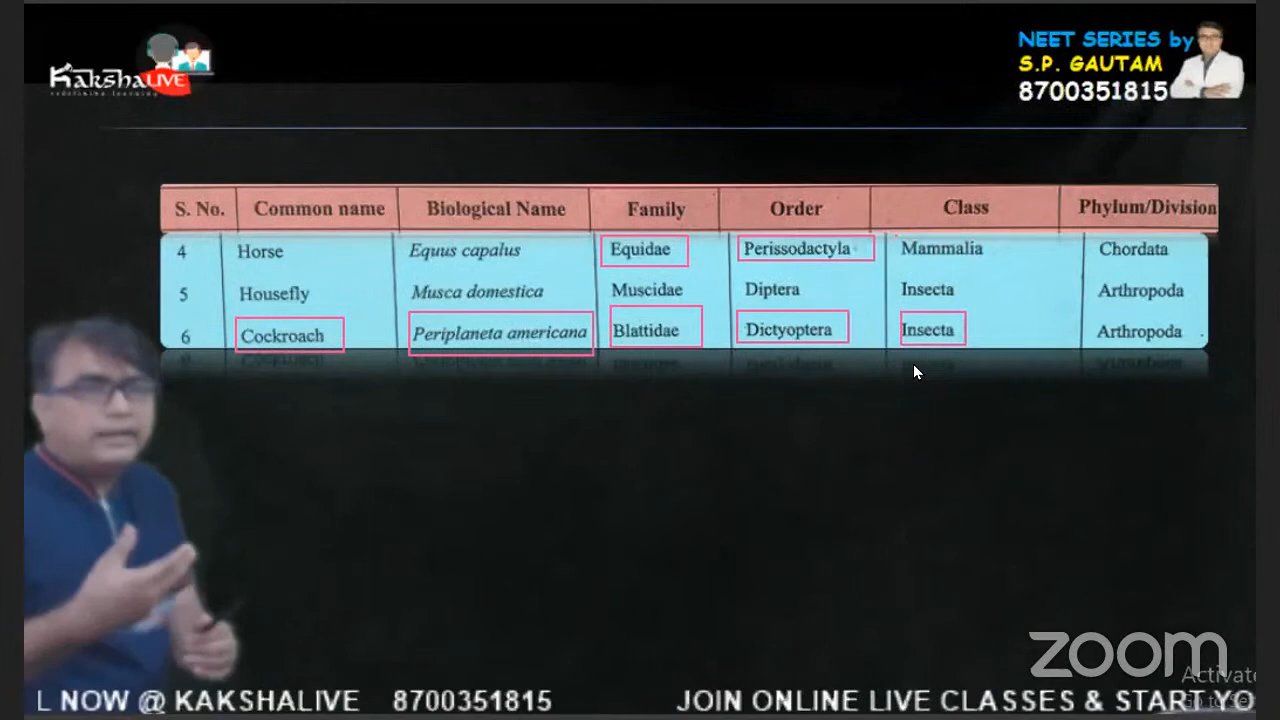 KakshaLIVE
NEET SERIES by
S.P. GAUTAM
8700351815
S. No. Common name Biological Name Family Order Class Phylum/Division
4 Horse Equus capalus Equidae Perissodactyla Mammalia Chordata
5 Housefly Musca domestica Muscidae Diptera Insecta Arthropoda
6 Cockroach Periplaneta americana Blattidae Dictyoptera Insecta Arthropoda
zoom
Activate
L NOW @ KAKSHALIVE 8700351815 JOIN ONLINE LIVE CLASSES & START YO